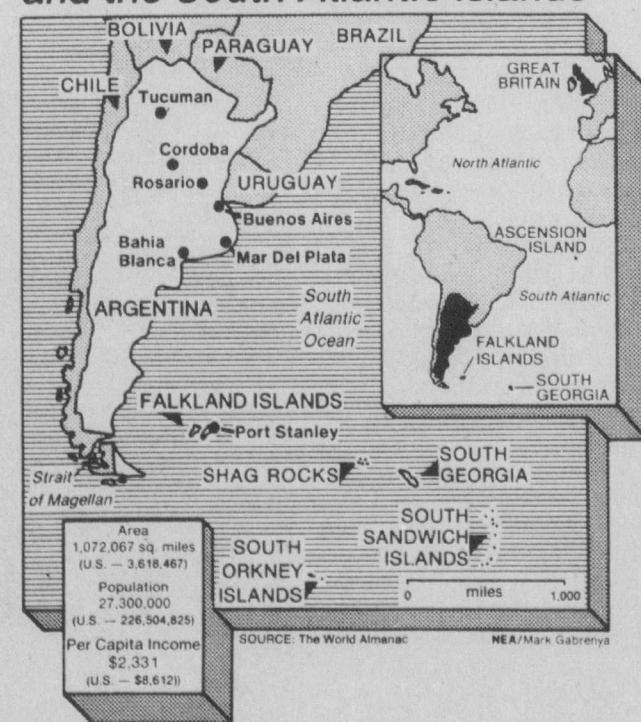 and the South Atlantic Islands
BOLIVIA
PARAGUAY
BRAZIL
CHILE
Tucuman
Cordoba
Rosario
URUGUAY
Buenos Aires
Bahia
Blanca
Mar Del Plata
ARGENTINA
South
Atlantic
Ocean
FALKLAND ISLANDS
Port Stanley
Strait
of Magellan
SHAG ROCKS
SOUTH
GEORGIA
SOUTH
SANDWICH
ISLANDS
SOUTH
ORKNEY
ISLANDS
0 miles 1,000
GREAT
BRITAIN
North Atlantic
ASCENSION
ISLAND
South Atlantic
FALKLAND
ISLANDS
SOUTH
GEORGIA
Area
1,072,067 sq. miles
(U.S. — 3,618,467)
Population
27,300,000
(U.S. — 226,504,825)
Per Capita Income
$2,331
(U.S. — $8,612))
SOURCE: The World Almanac
NEA/Mark Gabrenya